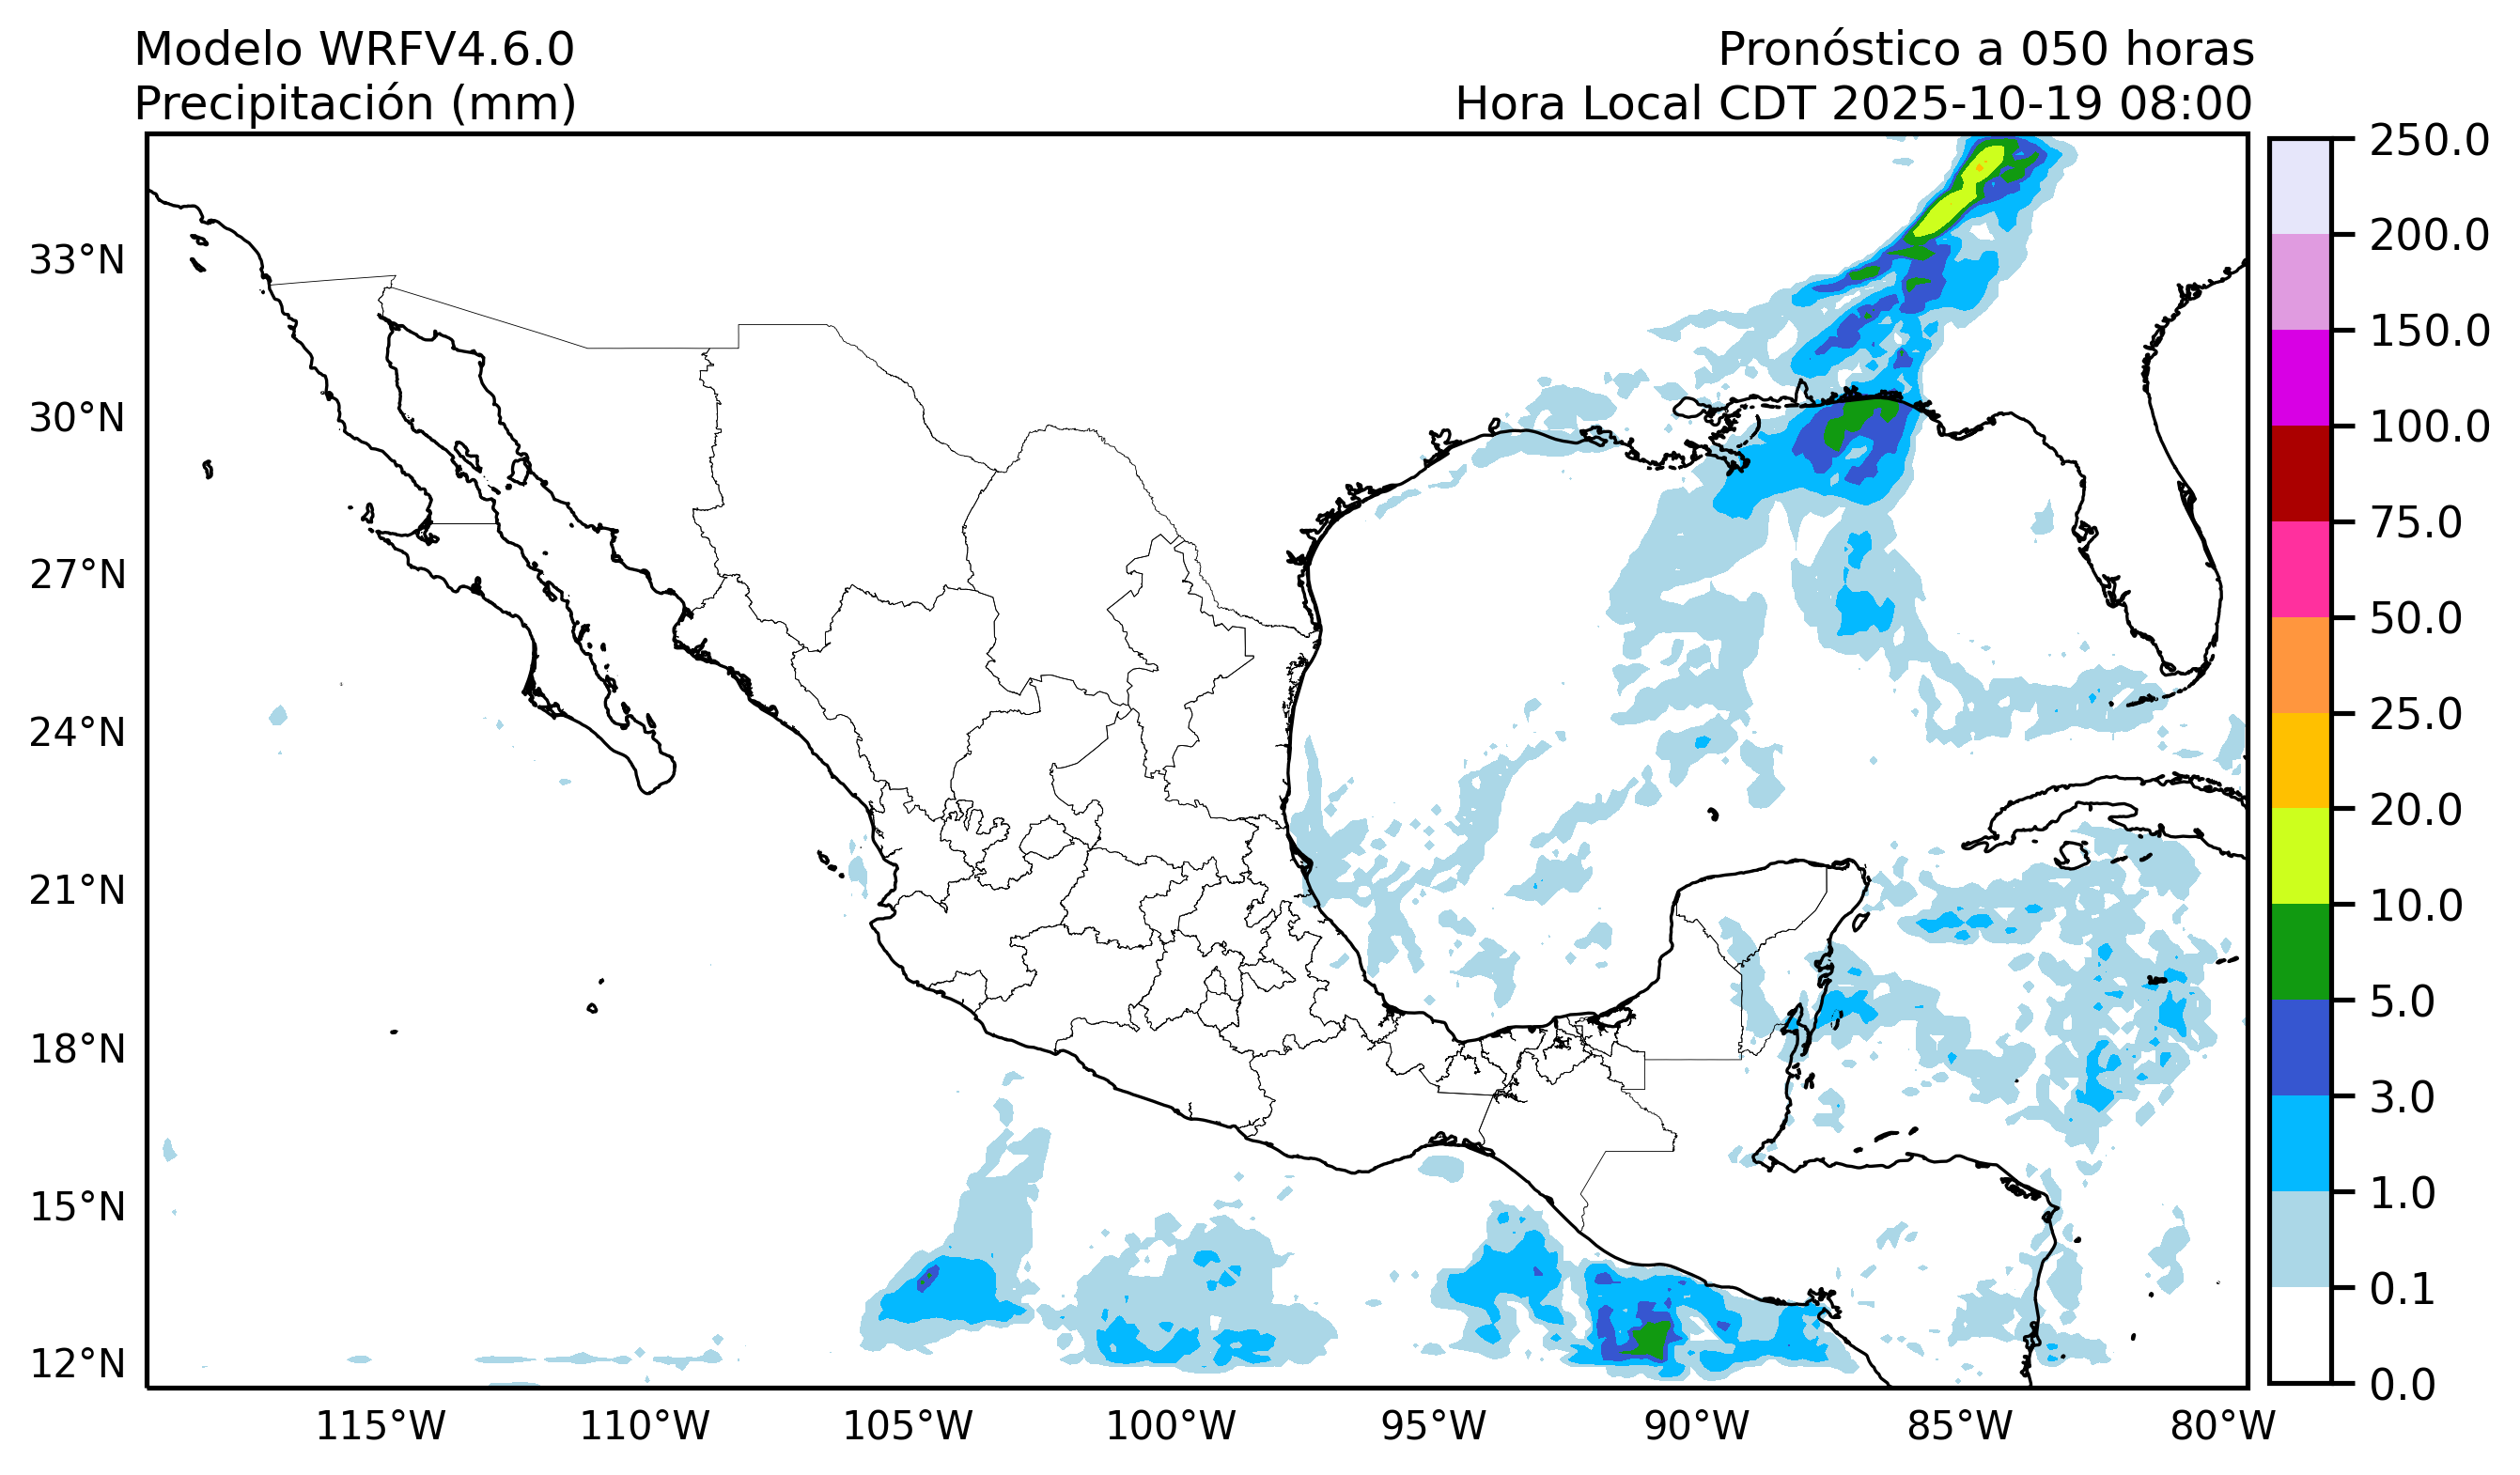 Modelo WRFV4.6.0
Precipitación (mm)
Pronóstico a 050 horas
Hora Local CDT 2025-10-19 08:00
33°N
30°N
27°N
24°N
21°N
18°N
15°N
12°N
115°W
110°W
105°W
100°W
95°W
90°W
85°W
80°W
250.0
200.0
150.0
100.0
75.0
50.0
25.0
20.0
10.0
5.0
3.0
1.0
0.1
0.0